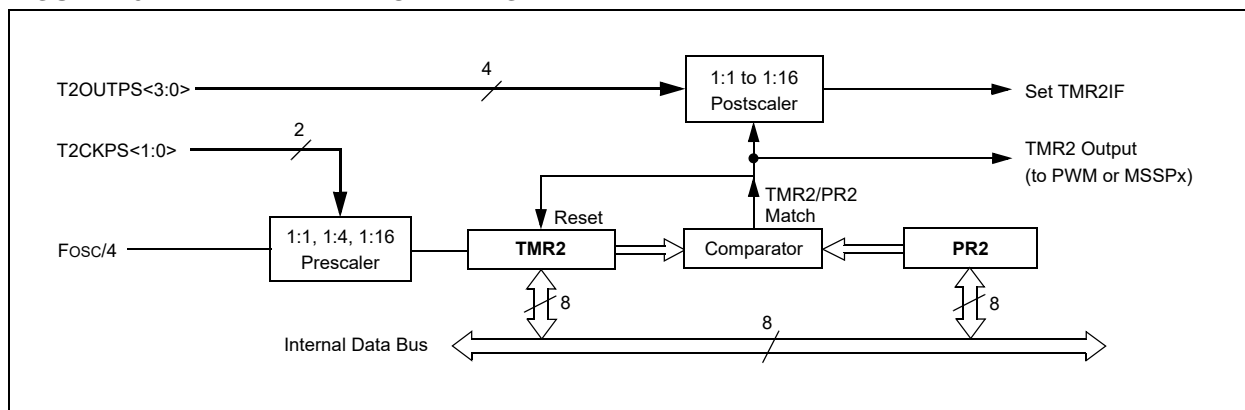 T2OUTPS<3:0>
4
1:1 to 1:16
Postscaler
Set TMR2IF
T2CKPS<1:0>
2
TMR2 Output
(to PWM or MSSPx)
TMR2/PR2
Match
Reset
FOSC/4
1:1, 1:4, 1:16
Prescaler
TMR2
Comparator
PR2
8
8
Internal Data Bus
8